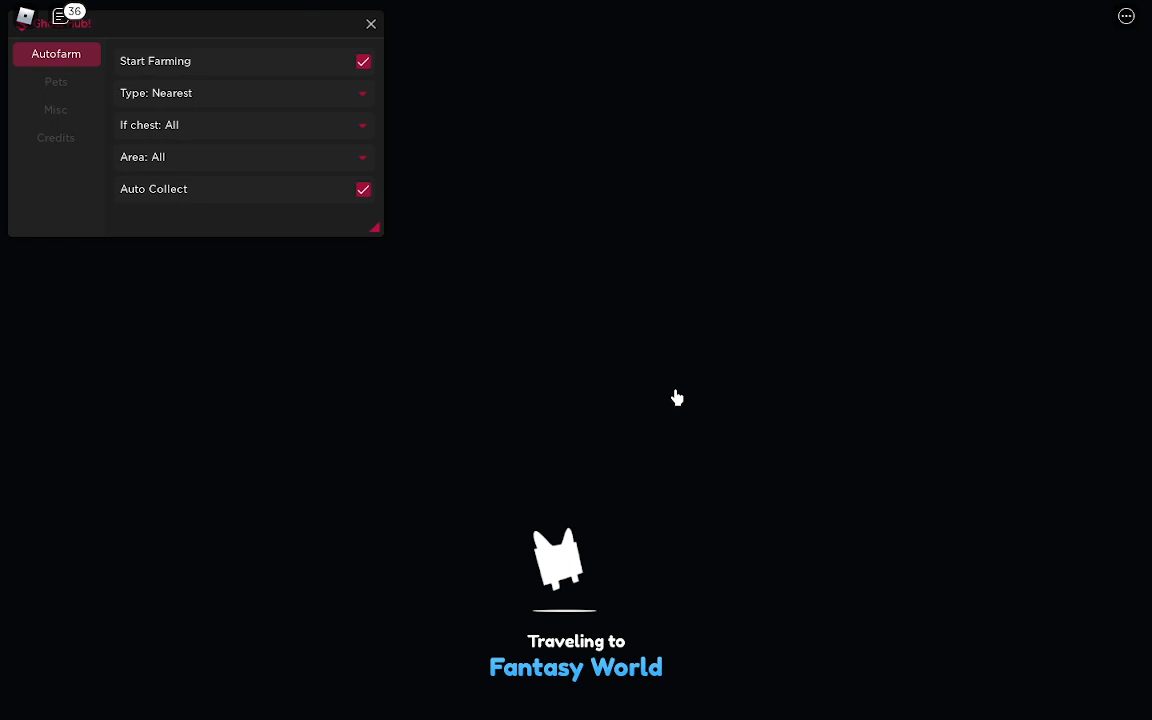 36
Autofarm
Pets
Misc
Credits
Start Farming
Type: Nearest
If chest: All
Area: All
Auto Collect
Traveling to
Fantasy World